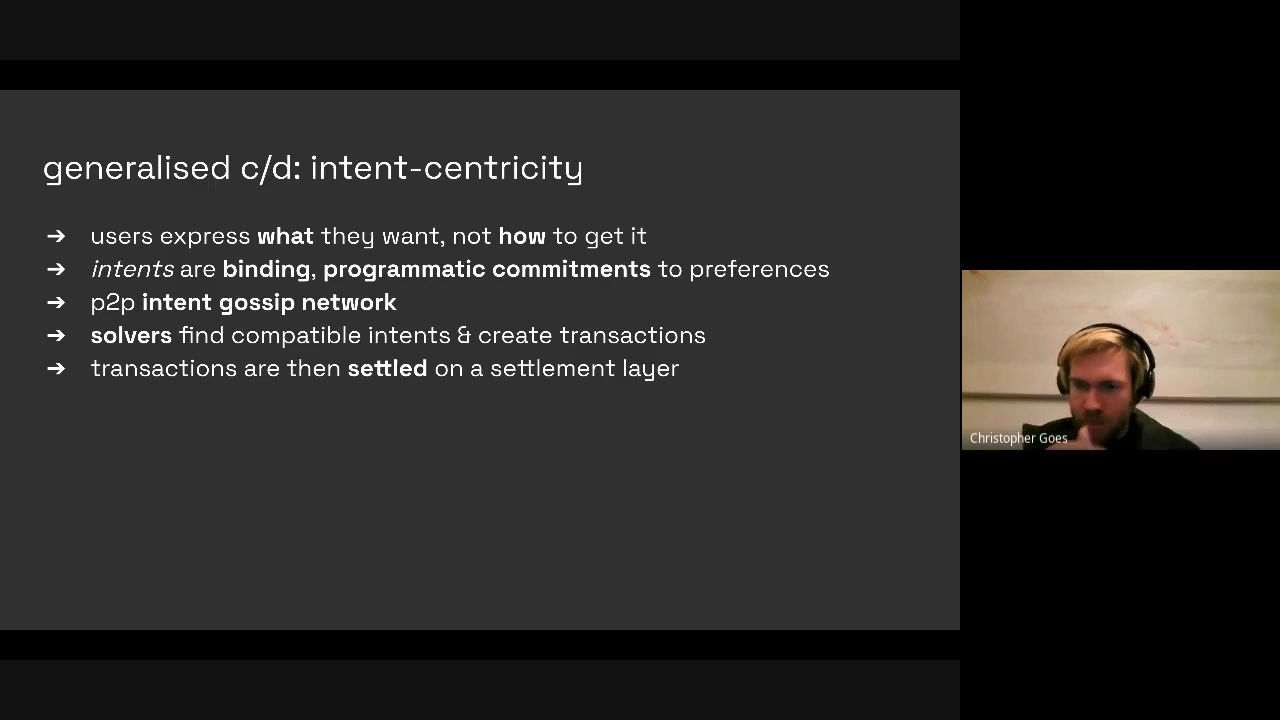 generalised c/d: intent-centricity
➔ users express what they want, not how to get it
➔ intents are binding, programmatic commitments to preferences
➔ p2p intent gossip network
➔ solvers find compatible intents & create transactions
➔ transactions are then settled on a settlement layer
Christopher Goes